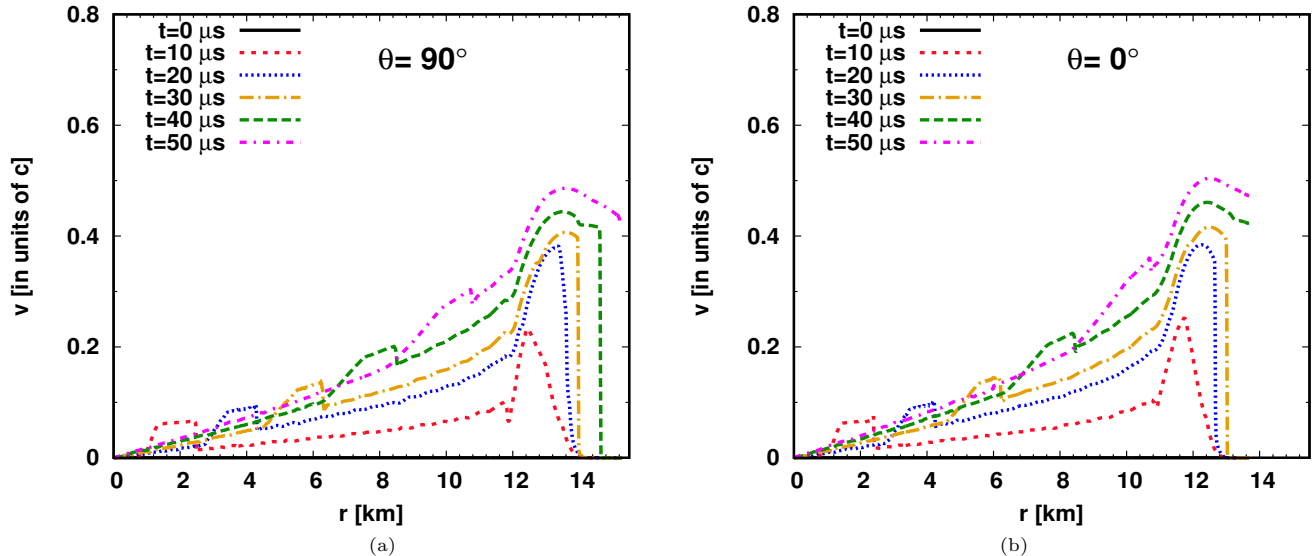 0.8
0.6
0.4
0.2
0
v [in units of c]
t=0 μs
t=10 μs
t=20 μs
t=30 μs
t=40 μs
t=50 μs
θ= 90°
0 2 4 6 8 10 12 14
r [km]
(a)
0.8
0.6
0.4
0.2
0
v [in units of c]
t=0 μs
t=10 μs
t=20 μs
t=30 μs
t=40 μs
t=50 μs
θ= 0°
0 2 4 6 8 10 12 14
r [km]
(b)